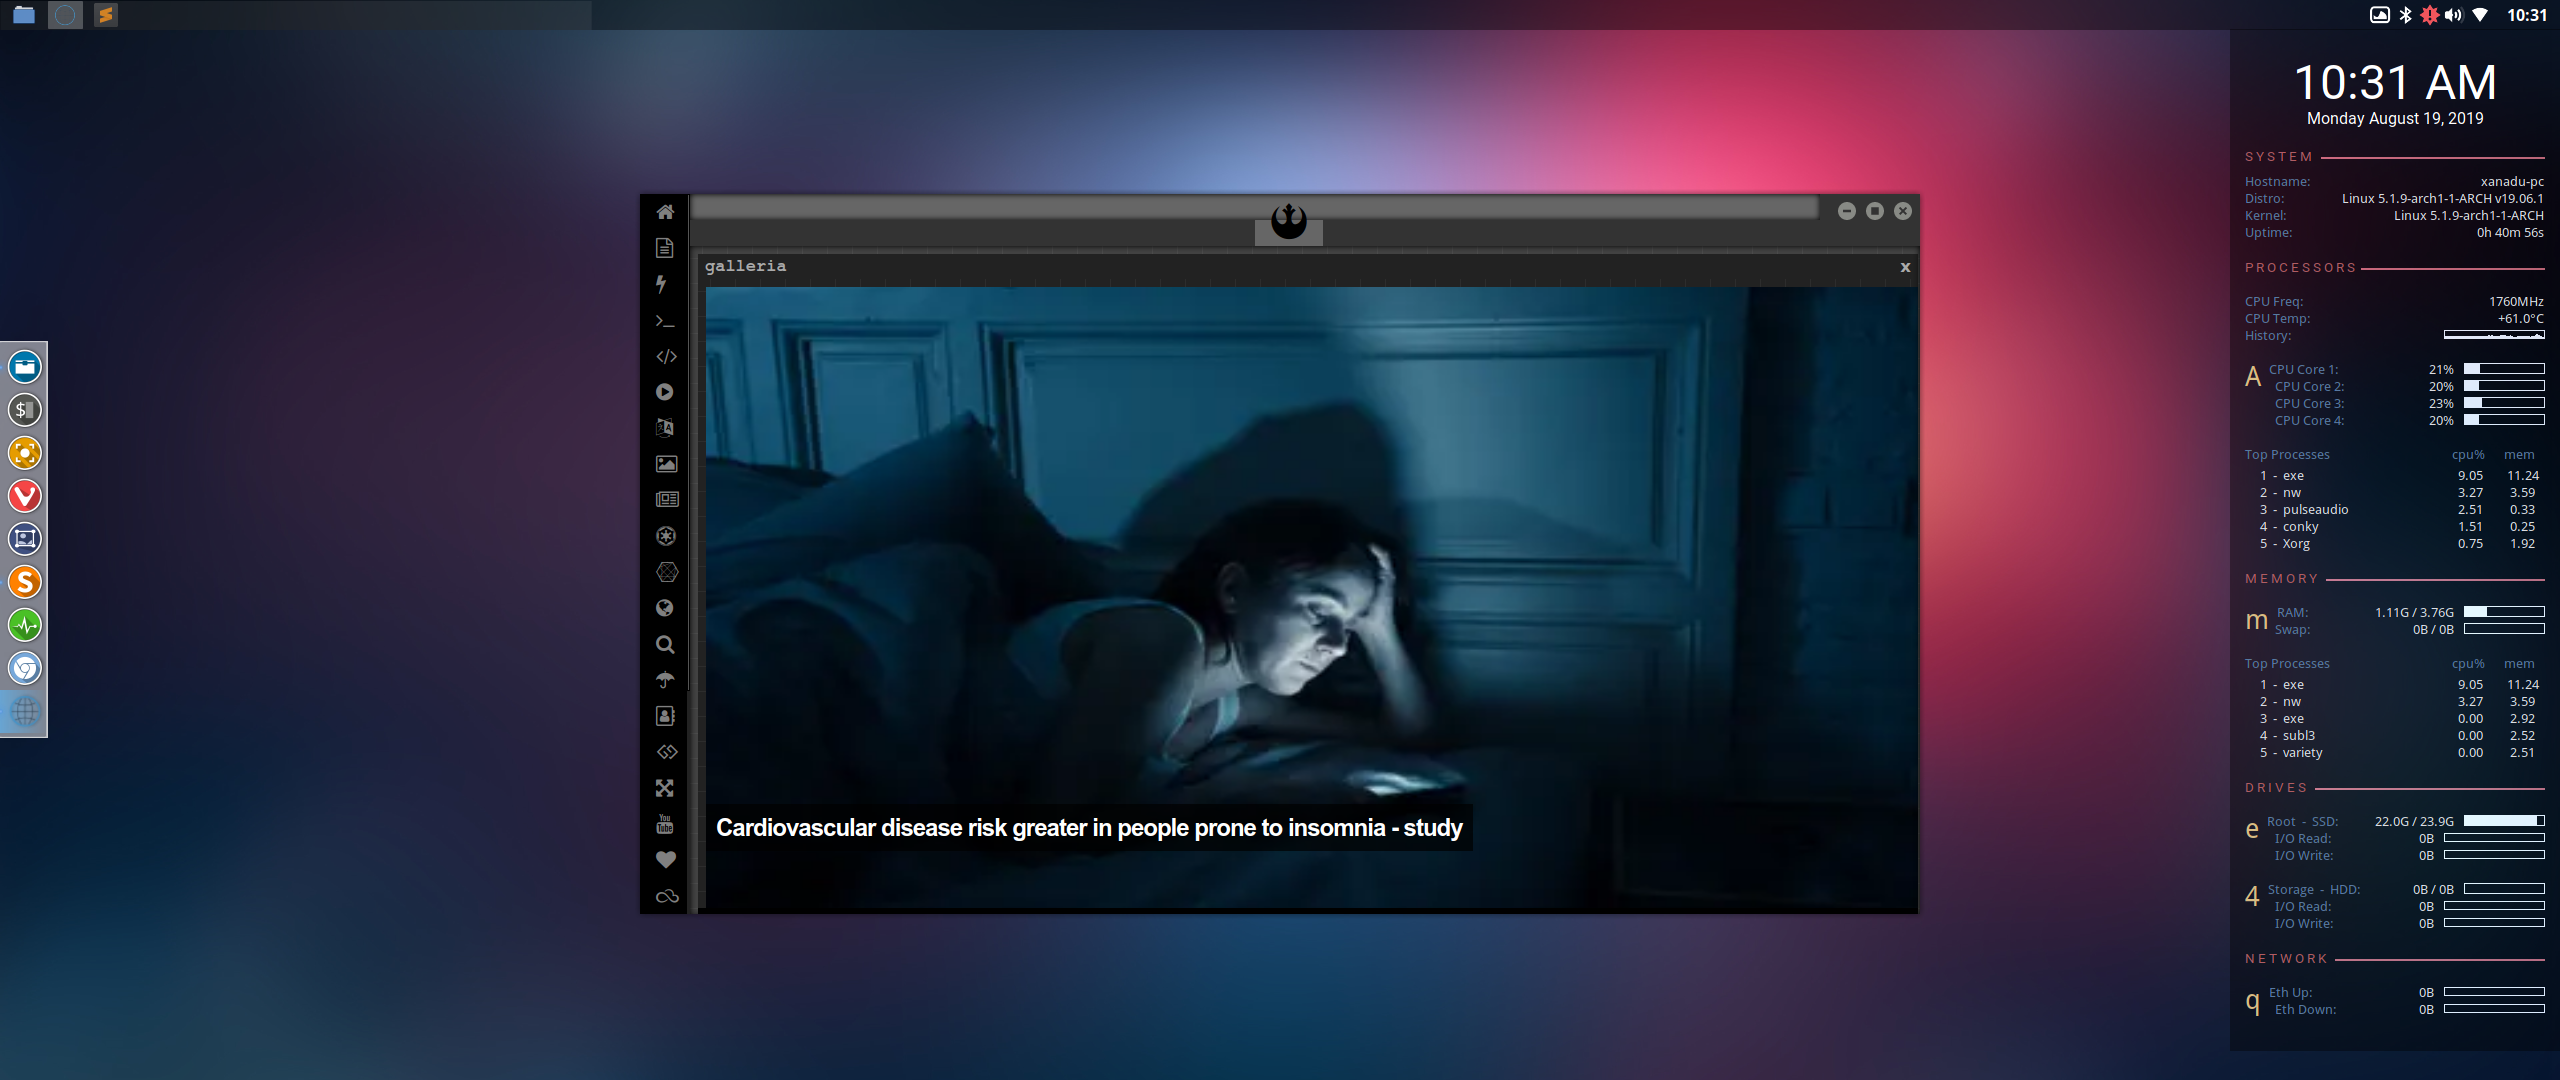 10:31
10:31 AM
Monday August 19, 2019
SYSTEM
Hostname: xanadu-pc
Distro: Linux 5.1.9-arch1-1-ARCH v19.06.1
Kernel: Linux 5.1.9-arch1-1-ARCH
Uptime: 0h 40m 56s
PROCESSORS
CPU Freq: 1760MHz
CPU Temp: +61.0°C
History:
A CPU Core 1: 21%
CPU Core 2: 20%
CPU Core 3: 23%
CPU Core 4: 20%
Top Processes cpu% mem
1 - exe 9.05 11.24
2 - nw 3.27 3.59
3 - pulseaudio 2.51 0.33
4 - conky 1.51 0.25
5 - Xorg 0.75 1.92
MEMORY
m RAM: 1.11G / 3.76G
Swap: 0B / 0B
Top Processes cpu% mem
1 - exe 9.05 11.24
2 - nw 3.27 3.59
3 - exe 0.00 2.92
4 - subl3 0.00 2.52
5 - variety 0.00 2.51
DRIVES
e Root - SSD: 22.0G / 23.9G
I/O Read: 0B
I/O Write: 0B
4 Storage - HDD: 0B / 0B
I/O Read: 0B
I/O Write: 0B
NETWORK
q Eth Up: 0B
Eth Down: 0B
galleria x
Cardiovascular disease risk greater in people prone to insomnia - study
You
Tube
$
S